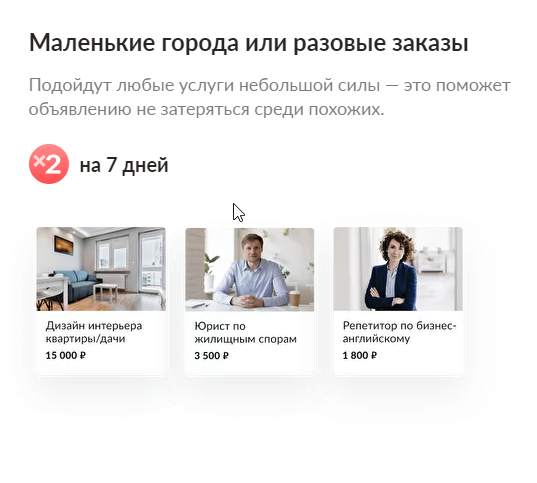 Маленькие города или разовые заказы
Подойдут любые услуги небольшой силы — это поможет
объявлению не затеряться среди похожих.
×2 на 7 дней
Дизайн интерьера
квартиры/дачи
15 000 ₽
Юрист по
жилищным спорам
3 500 ₽
Репетитор по бизнес-
английскому
1 800 ₽